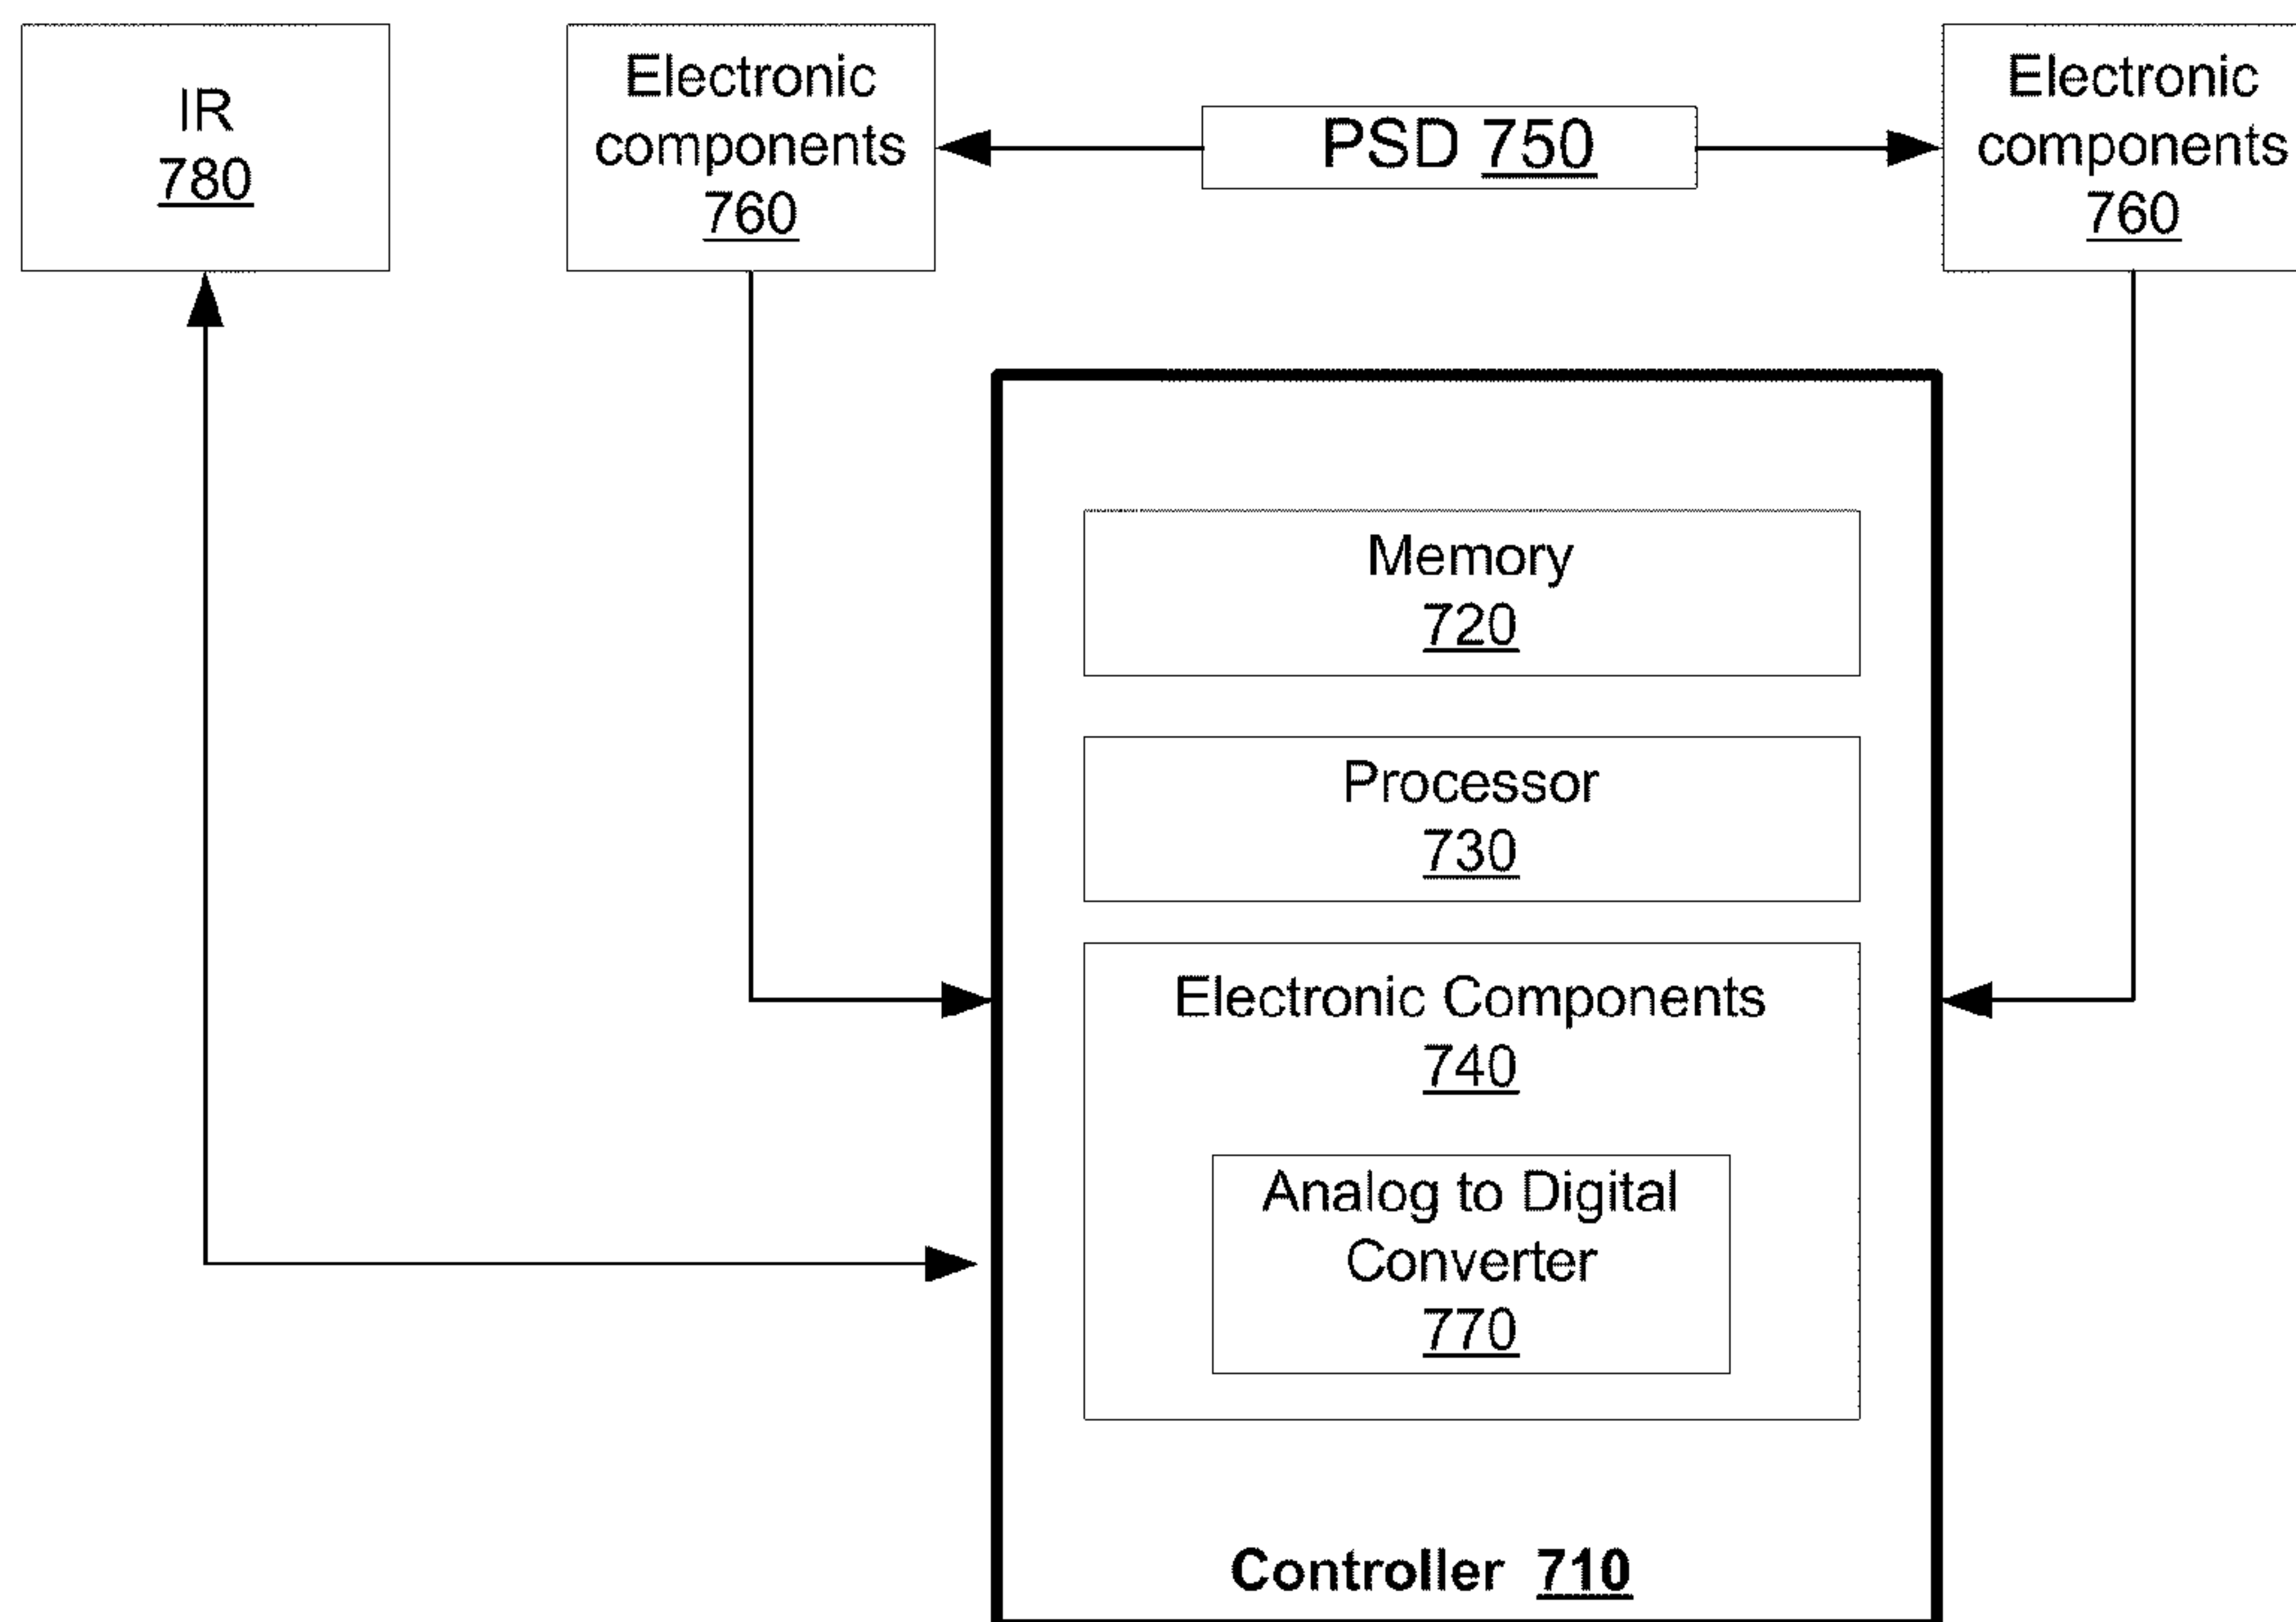 IR
780
Electronic
components
760
PSD 750
Electronic
components
760
Memory
720
Processor
730
Electronic Components
740
Analog to Digital
Converter
770
Controller 710